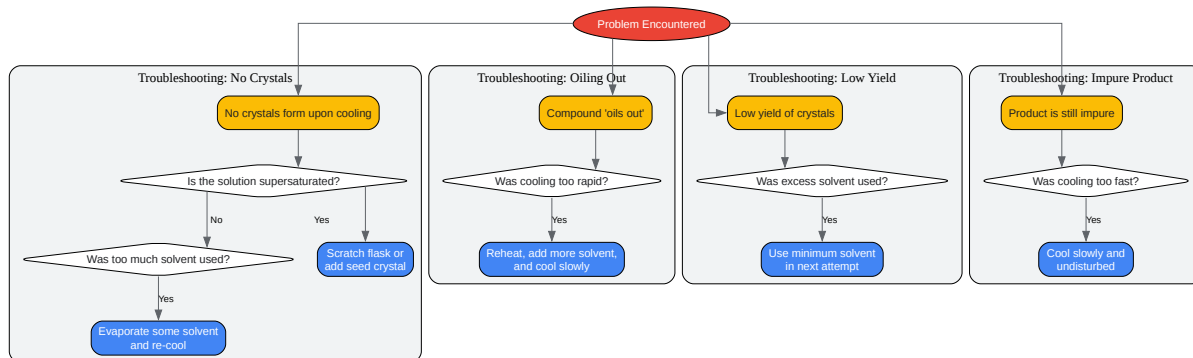 Problem Encountered
Troubleshooting: No Crystals
Troubleshooting: Oiling Out
Troubleshooting: Low Yield
Troubleshooting: Impure Product
No crystals form upon cooling
Compound 'oils out'
Low yield of crystals
Product is still impure
Is the solution supersaturated?
Was cooling too rapid?
Was excess solvent used?
Was cooling too fast?
No
Yes
Yes
Yes
Yes
Was too much solvent used?
Scratch flask or
add seed crystal
Reheat, add more solvent,
and cool slowly
Use minimum solvent
in next attempt
Cool slowly and
undisturbed
Yes
Evaporate some solvent
and re-cool